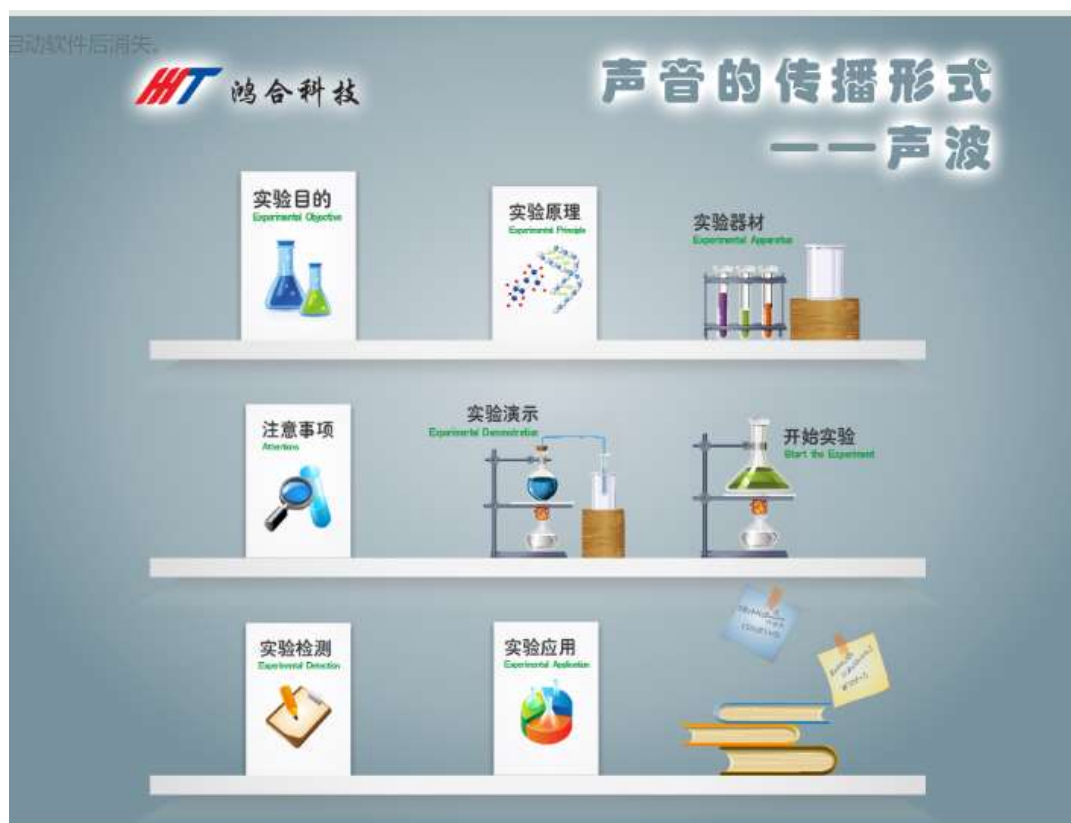 自动软件后消失。
鸿合科技
声音的传播形式
——声波
实验目的
Experimental Objective
实验原理
Experimental Principle
实验器材
Experimental Apparatus
注意事项
Attentions
实验演示
Experimental Demonstration
开始实验
Start the Experiment
实验检测
Experimental Detection
实验应用
Experimental Application